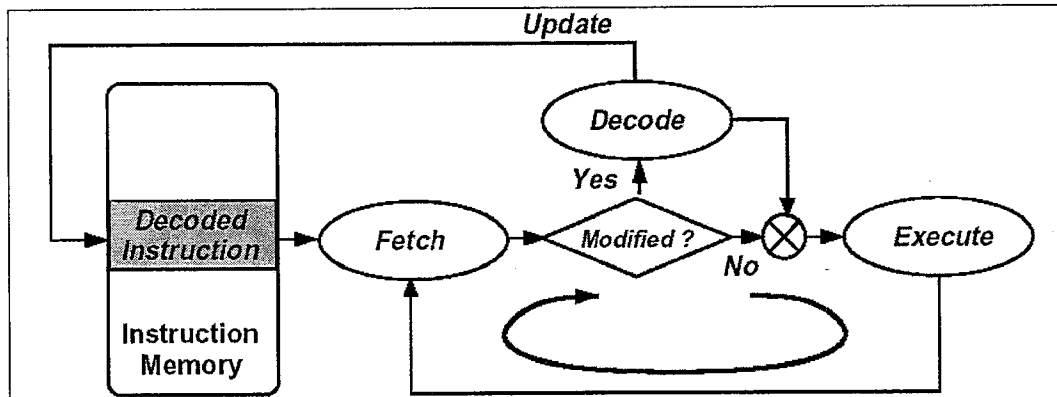 Update
Decode
Yes
Decoded
Instruction
Fetch
Modified ?
No
Execute
Instruction
Memory